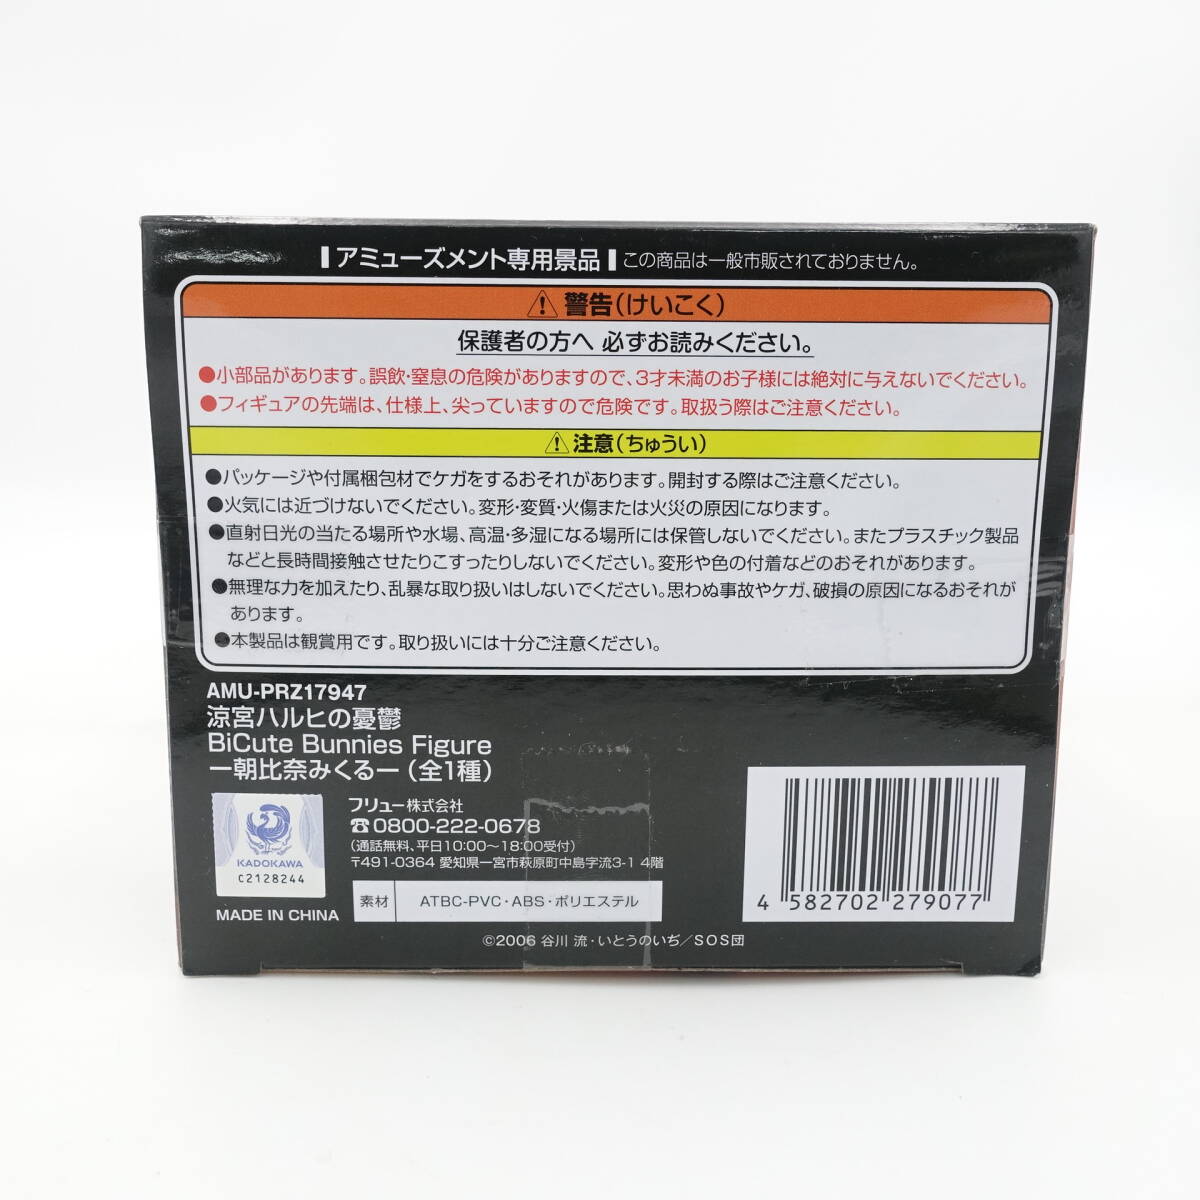 アミューズメント専用景品 この商品は一般市販されておりません。
⚠警告(けいこく)
保護者の方へ 必ずお読みください。
●小部品があります。誤飲・窒息の危険がありますので、3才未満のお子様には絶対に与えないでください。
●フィギュアの先端は、仕様上、尖っていますので危険です。取扱う際はご注意ください。
⚠注意(ちゅうい)
●パッケージや付属梱包材でケガをするおそれがあります。開封する際はご注意ください。
●火気には近づけないでください。変形・変質・火傷または火災の原因になります。
●直射日光の当たる場所や水場、高温・多湿になる場所には保管しないでください。またプラスチック製品
などと長時間接触させたりこすったりしないでください。変形や色の付着などのおそれがあります。
●無理な力を加えたり、乱暴な取り扱いはしないでください。思わぬ事故やケガ、破損の原因になるおそれが
あります。
●本製品は観賞用です。取り扱いには十分ご注意ください。
AMU-PRZ17947
涼宮ハルヒの憂鬱
BiCute Bunnies Figure
ー朝比奈みくるー(全1種)
KADOKAWA
C2128244
MADE IN CHINA
フリュー株式会社
☎0800-222-0678
(通話無料、平日10:00～18:00受付)
〒491-0364 愛知県一宮市萩原町中島字流3-1 4階
素材 ATBC-PVC・ABS・ポリエステル
4 582702 279077
©2006 谷川 流・いとうのいぢ/SOS団